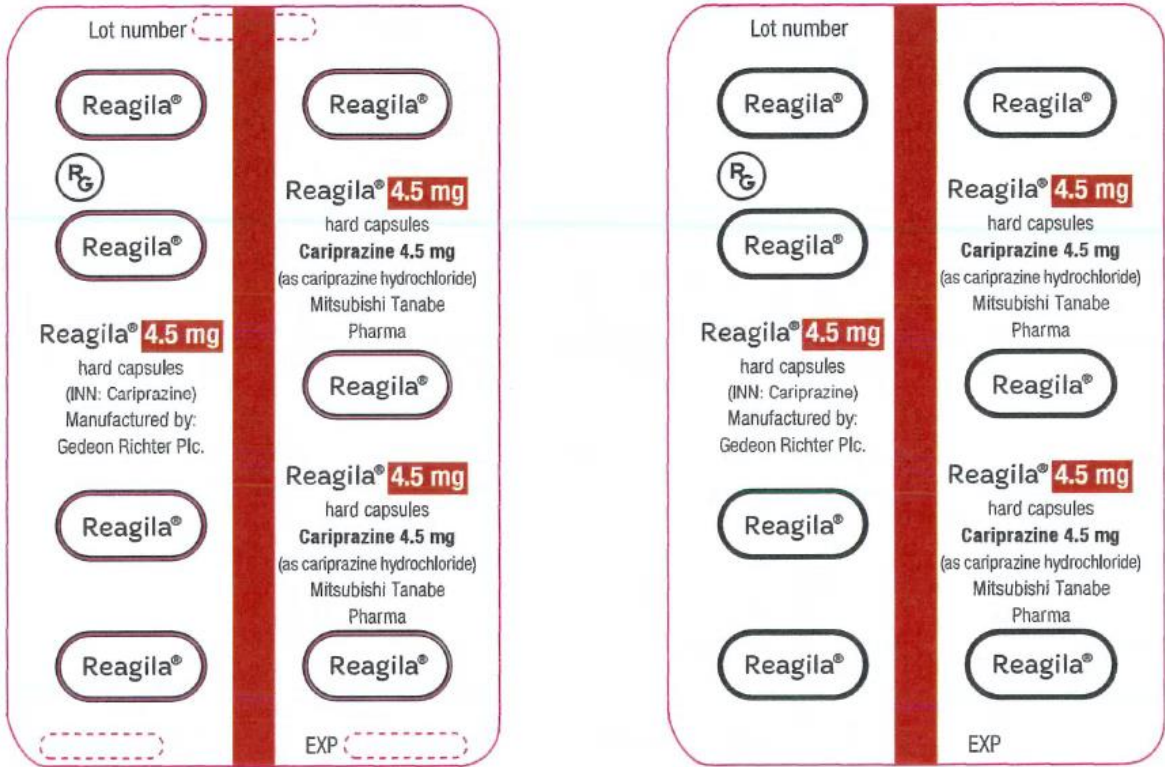 Lot number
Reagila®
RG
Reagila®
Reagila® 4.5 mg
hard capsules
(INN: Cariprazine)
Manufactured by:
Gedeon Richter Plc.
Reagila®
Reagila®
Reagila®
Reagila® 4.5 mg
hard capsules
Cariprazine 4.5 mg
(as cariprazine hydrochloride)
Mitsubishi Tanabe
Pharma
Reagila®
Reagila® 4.5 mg
hard capsules
Cariprazine 4.5 mg
(as cariprazine hydrochloride)
Mitsubishi Tanabe
Pharma
Reagila®
EXP
Lot number
Reagila®
RG
Reagila®
Reagila® 4.5 mg
hard capsules
(INN: Cariprazine)
Manufactured by:
Gedeon Richter Plc.
Reagila®
Reagila®
Reagila®
Reagila® 4.5 mg
hard capsules
Cariprazine 4.5 mg
(as cariprazine hydrochloride)
Mitsubishi Tanabe
Pharma
Reagila®
Reagila® 4.5 mg
hard capsules
Cariprazine 4.5 mg
(as cariprazine hydrochloride)
Mitsubishi Tanabe
Pharma
Reagila®
EXP